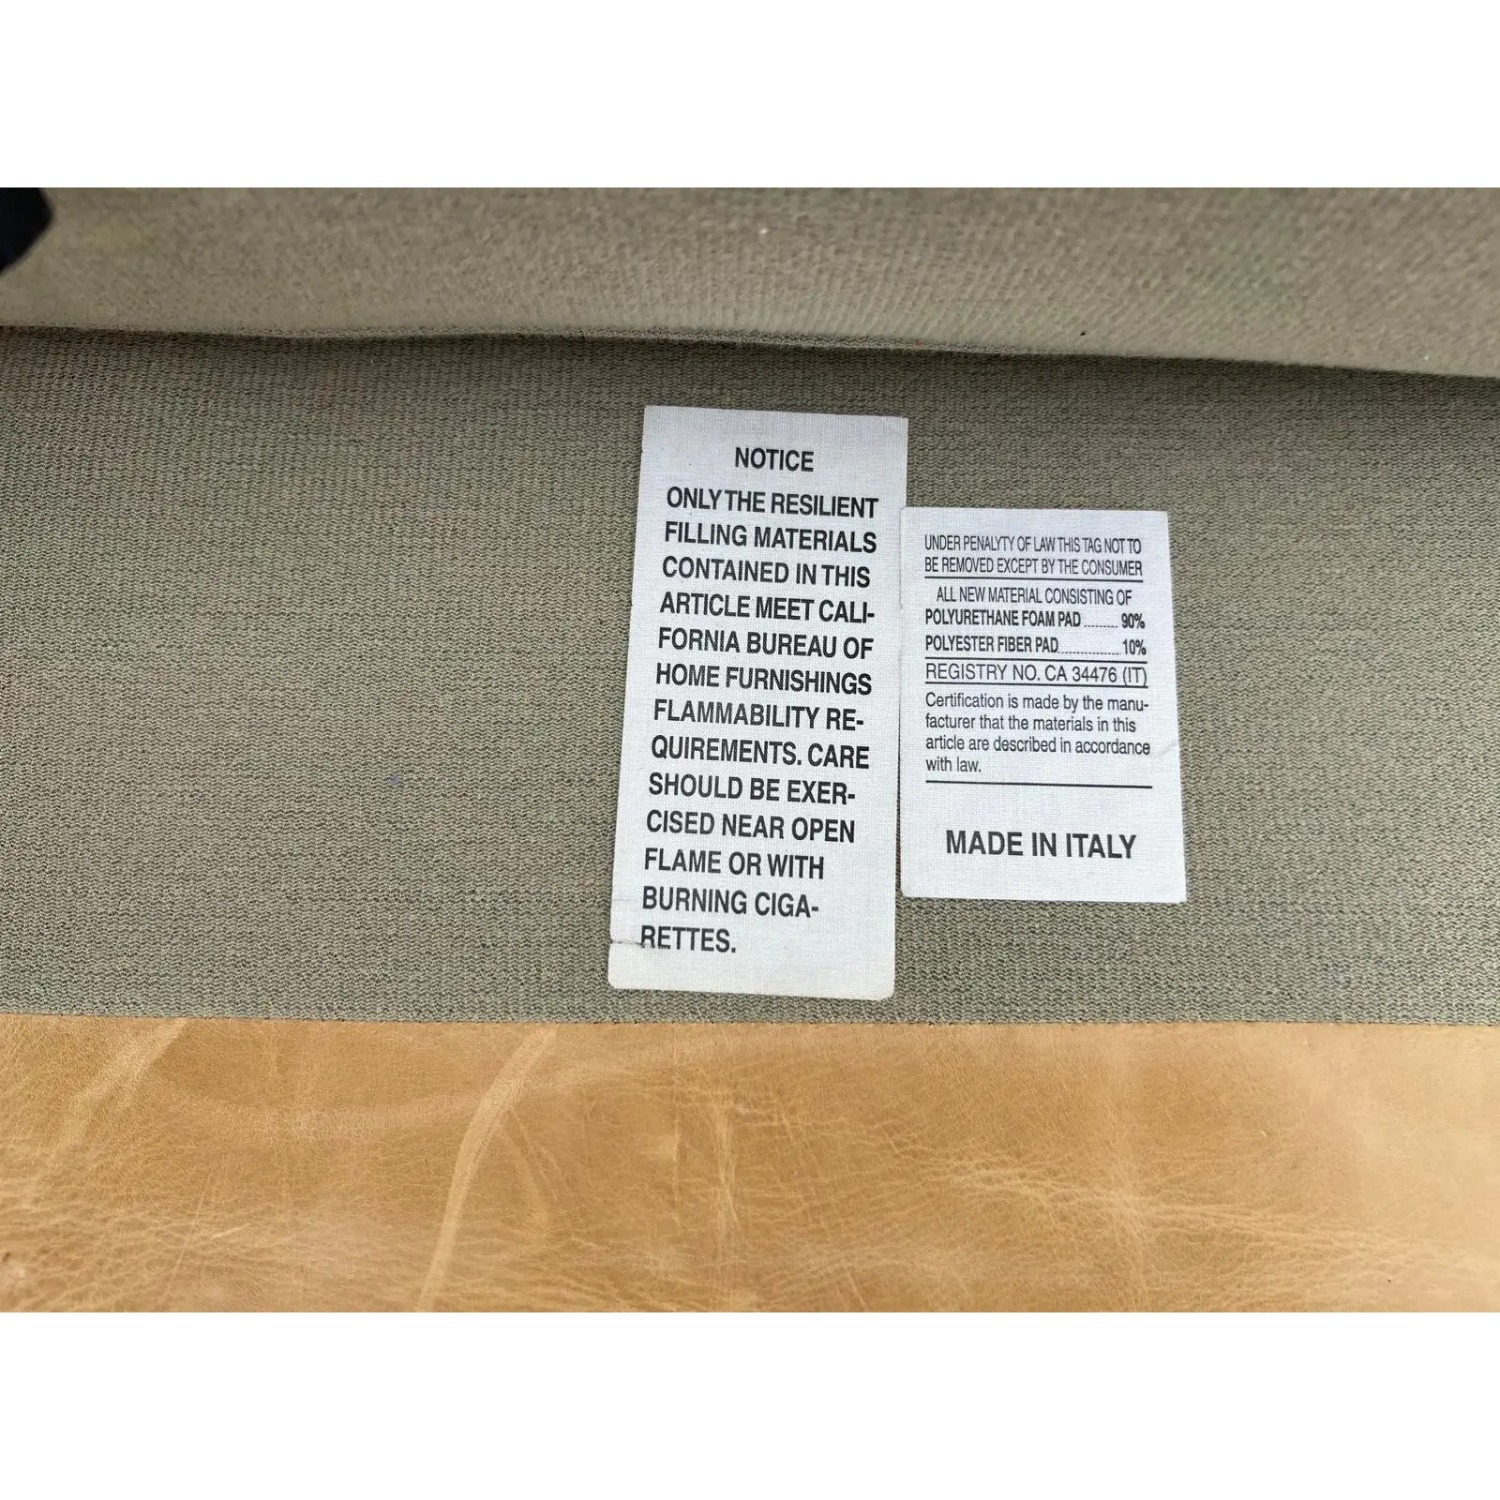 NOTICE
ONLY THE RESILIENT
FILLING MATERIALS
CONTAINED IN THIS
ARTICLE MEET CALI-
FORNIA BUREAU OF
HOME FURNISHINGS
FLAMMABILITY RE-
QUIREMENTS. CARE
SHOULD BE EXER-
CISED NEAR OPEN
FLAME OR WITH
BURNING CIGA-
RETTES.
UNDER PENALYTY OF LAW THIS TAG NOT TO
BE REMOVED EXCEPT BY THE CONSUMER
ALL NEW MATERIAL CONSISTING OF
POLYURETHANE FOAM PAD ......... 90%
POLYESTER FIBER PAD ................ 10%
REGISTRY NO. CA 34476 (IT)
Certification is made by the manu-
facturer that the materials in this
article are described in accordance
with law.
MADE IN ITALY